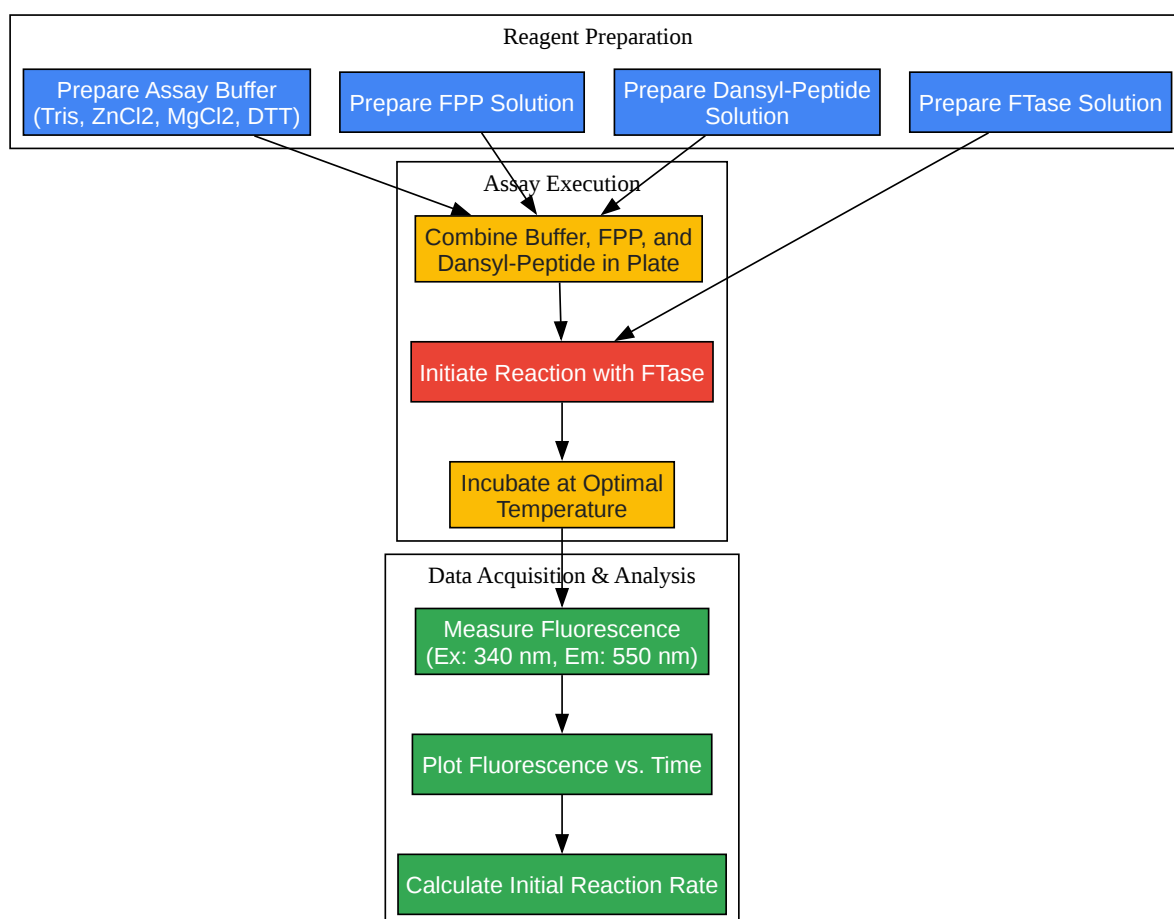 Reagent Preparation
Prepare Assay Buffer
(Tris, ZnCl2, MgCl2, DTT)
Prepare FPP Solution
Prepare Dansyl-Peptide
Solution
Prepare FTase Solution
Assay Execution
Combine Buffer, FPP, and
Dansyl-Peptide in Plate
Initiate Reaction with FTase
Incubate at Optimal
Temperature
Data Acquisition & Analysis
Measure Fluorescence
(Ex: 340 nm, Em: 550 nm)
Plot Fluorescence vs. Time
Calculate Initial Reaction Rate